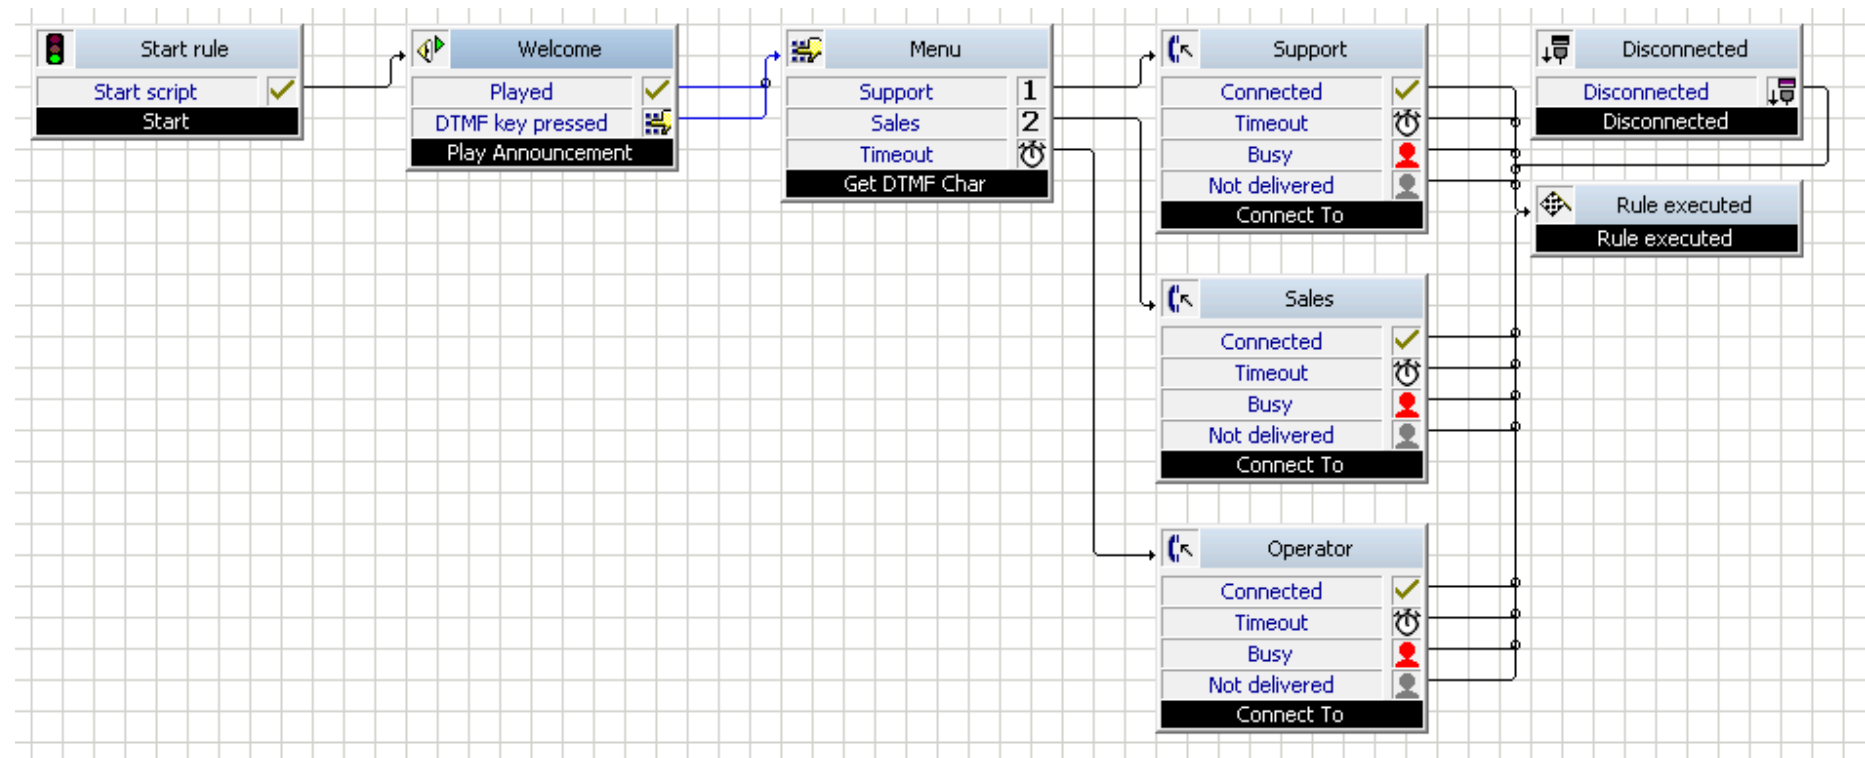 Start rule
Start script
Start
Welcome
Played
DTMF key pressed
Play Announcement
Menu
Support 1
Sales 2
Timeout
Get DTMF Char
Support
Connected
Timeout
Busy
Not delivered
Connect To
Sales
Connected
Timeout
Busy
Not delivered
Connect To
Operator
Connected
Timeout
Busy
Not delivered
Connect To
Disconnected
Disconnected
Disconnected
Rule executed
Rule executed